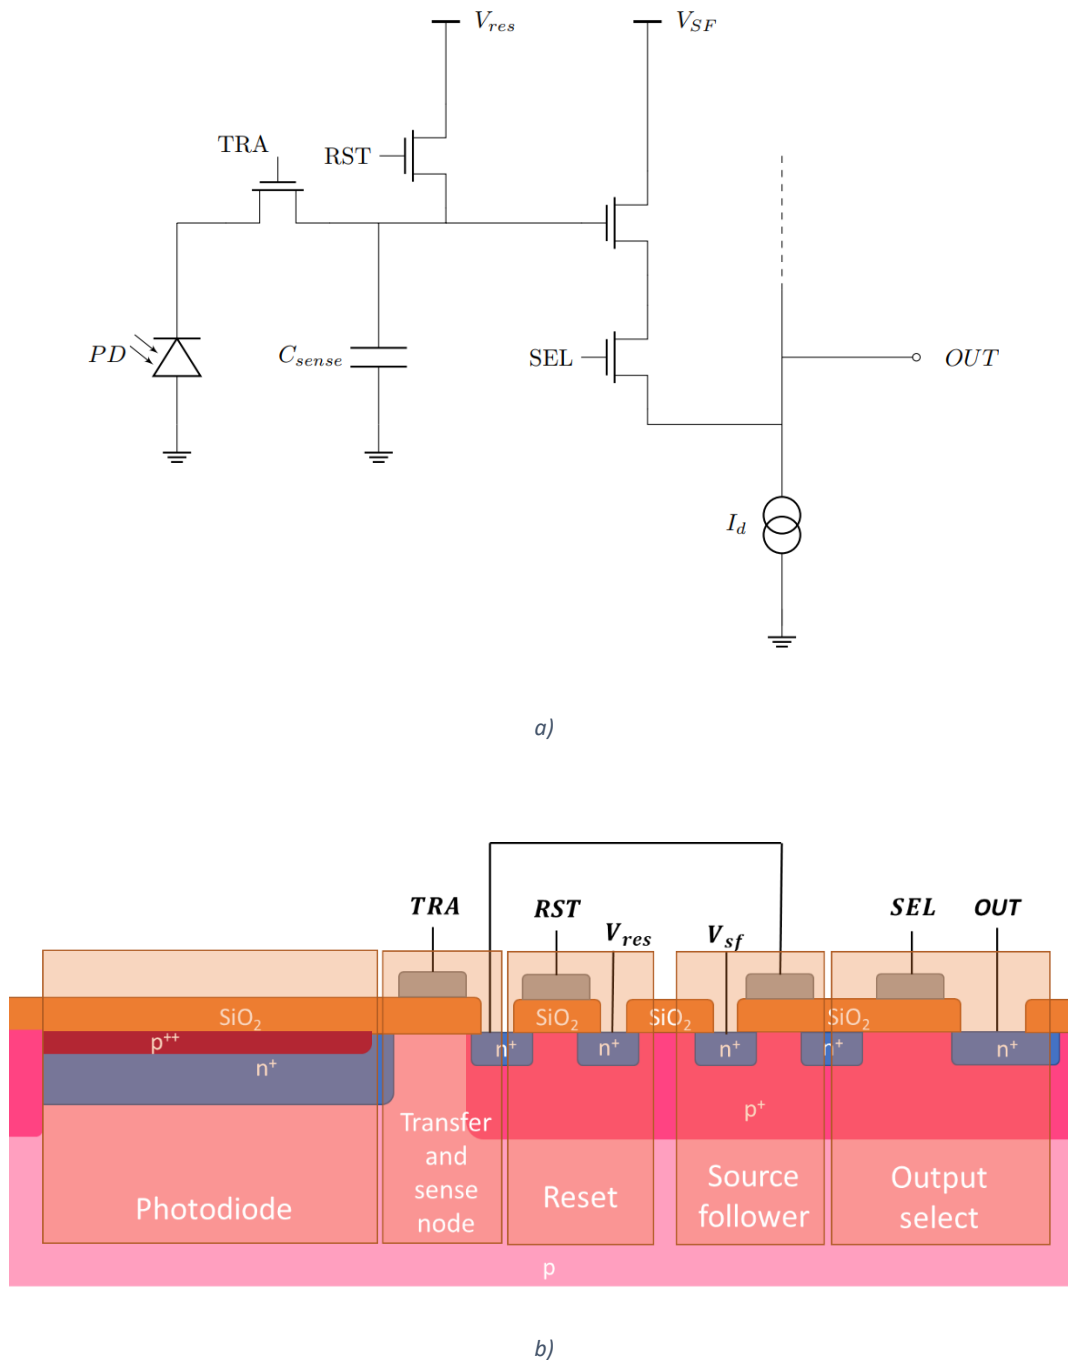 V_res
V_SF
TRA
RST
PD
C_sense
SEL
OUT
I_d
a)
TRA
RST
V_res
V_sf
SEL
OUT
SiO₂
SiO₂
SiO₂
SiO₂
p⁺⁺
n⁺
n⁺
n⁺
n⁺
n⁺
n⁺
p⁺
Transfer
and
sense
node
Photodiode
Reset
Source
follower
Output
select
p
b)